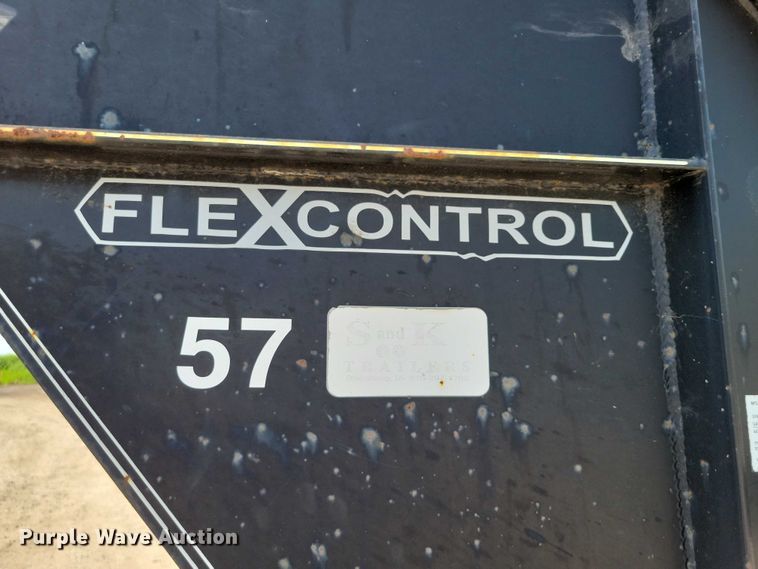 FLEXCONTROL
57
S and K
TRAILERS
Purple Wave Auction